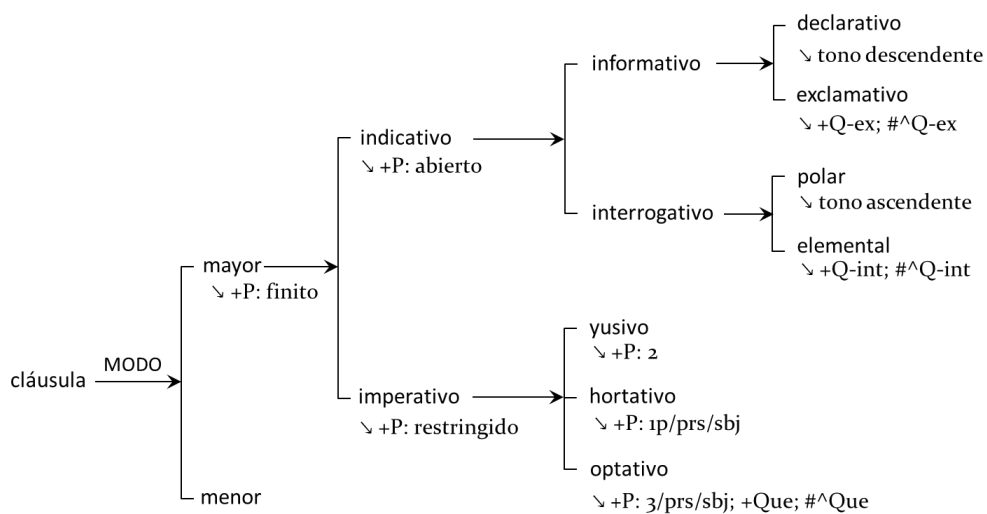 declarativo
↘ tono descendente
informativo
exclamativo
↘ +Q-ex; #^Q-ex
indicativo
↘ +P: abierto
polar
↘ tono ascendente
interrogativo
elemental
↘ +Q-int; #^Q-int
mayor
↘ +P: finito
yusivo
↘ +P: 2
cláusula
MODO
imperativo
↘ +P: restringido
hortativo
↘ +P: 1p/prs/sbj
optativo
↘ +P: 3/prs/sbj; +Que; #^Que
menor